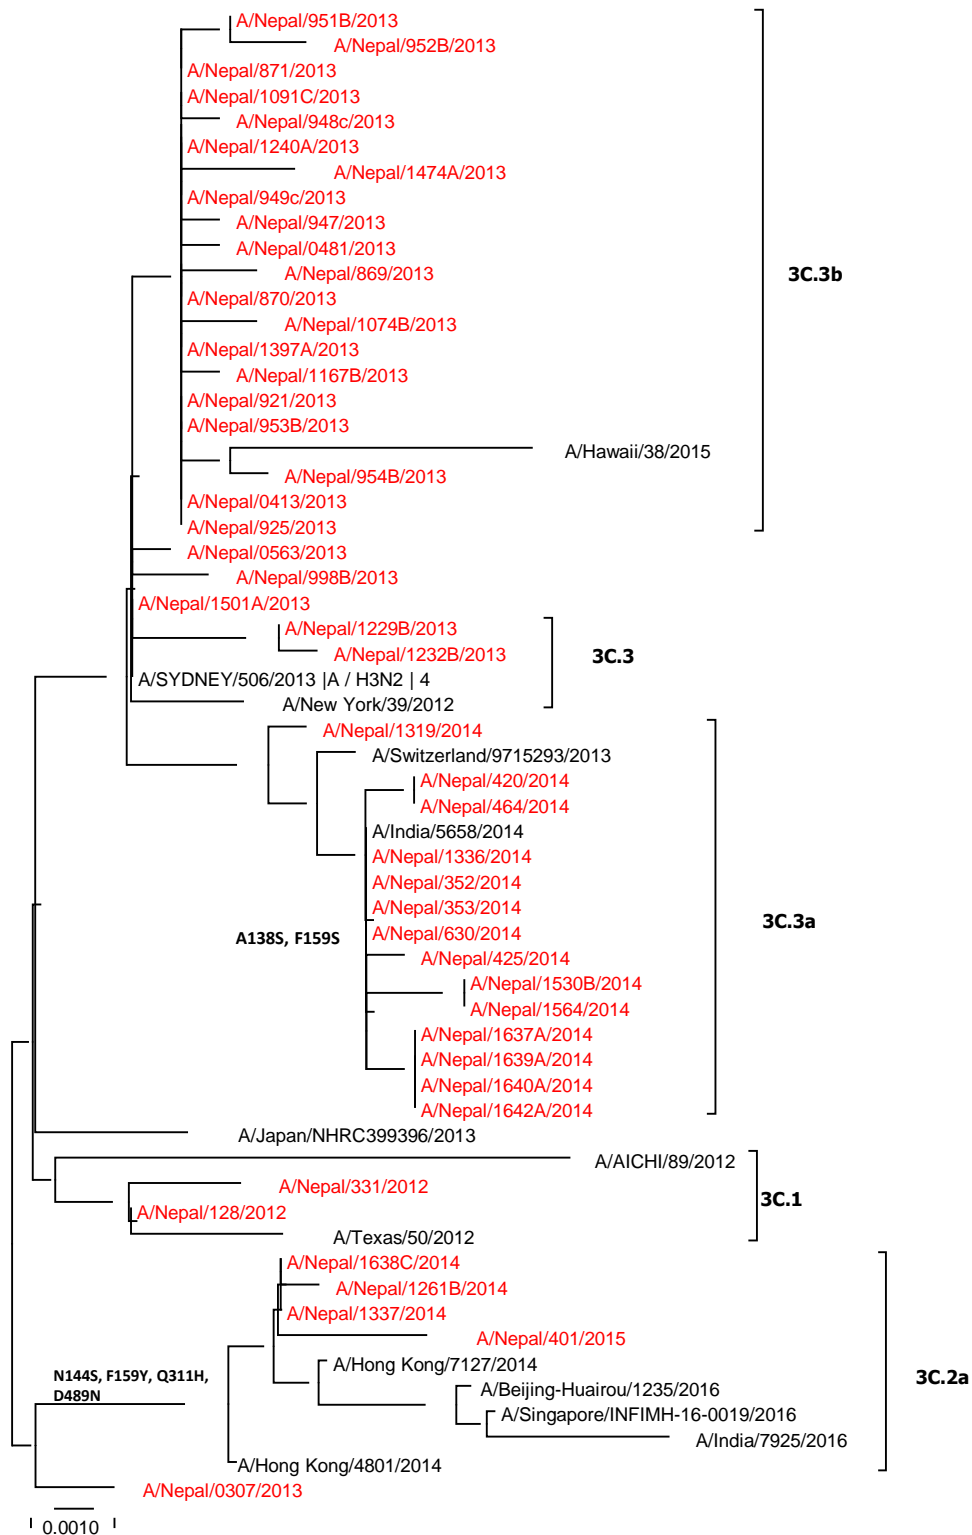 A/Nepal/951B/2013
A/Nepal/952B/2013
A/Nepal/871/2013
A/Nepal/1091C/2013
A/Nepal/948c/2013
A/Nepal/1240A/2013
A/Nepal/1474A/2013
A/Nepal/949c/2013
A/Nepal/947/2013
A/Nepal/0481/2013
A/Nepal/869/2013
3C.3b
A/Nepal/870/2013
A/Nepal/1074B/2013
A/Nepal/1397A/2013
A/Nepal/1167B/2013
A/Nepal/921/2013
A/Nepal/953B/2013
A/Hawaii/38/2015
A/Nepal/954B/2013
A/Nepal/0413/2013
A/Nepal/925/2013
A/Nepal/0563/2013
A/Nepal/998B/2013
A/Nepal/1501A/2013
A/Nepal/1229B/2013
A/Nepal/1232B/2013
3C.3
A/SYDNEY/506/2013 |A / H3N2 | 4
A/New York/39/2012
A/Nepal/1319/2014
A/Switzerland/9715293/2013
A/Nepal/420/2014
A/Nepal/464/2014
A/India/5658/2014
A/Nepal/1336/2014
A/Nepal/352/2014
A/Nepal/353/2014
3C.3a
A/Nepal/630/2014
A138S, F159S
A/Nepal/425/2014
A/Nepal/1530B/2014
A/Nepal/1564/2014
A/Nepal/1637A/2014
A/Nepal/1639A/2014
A/Nepal/1640A/2014
A/Nepal/1642A/2014
A/Japan/NHRC399396/2013
A/AICHI/89/2012
A/Nepal/331/2012
3C.1
A/Nepal/128/2012
A/Texas/50/2012
A/Nepal/1638C/2014
A/Nepal/1261B/2014
A/Nepal/1337/2014
A/Nepal/401/2015
A/Hong Kong/7127/2014
N144S, F159Y, Q311H,
D489N
3C.2a
A/Beijing-Huairou/1235/2016
A/Singapore/INFIMH-16-0019/2016
A/India/7925/2016
A/Hong Kong/4801/2014
A/Nepal/0307/2013
0.0010